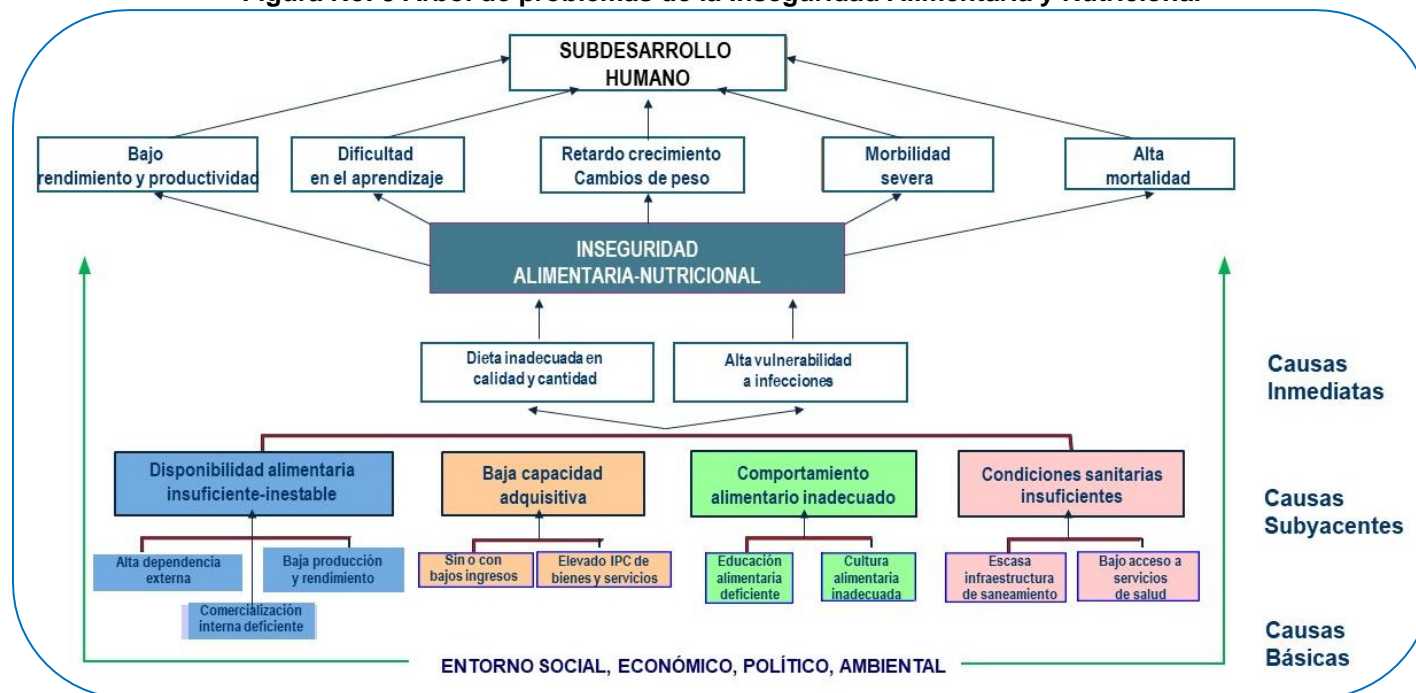 SUBDESARROLLO
HUMANO
Bajo
rendimiento y productividad
Dificultad
en el aprendizaje
Retardo crecimiento
Cambios de peso
Morbilidad
severa
Alta
mortalidad
INSEGURIDAD
ALIMENTARIA-NUTRICIONAL
Dieta inadecuada en
calidad y cantidad
Alta vulnerabilidad
a infecciones
Causas
Inmediatas
Disponibilidad alimentaria
insuficiente-inestable
Baja capacidad
adquisitiva
Comportamiento
alimentario inadecuado
Condiciones sanitarias
insuficientes
Causas
Subyacentes
Alta dependencia
externa
Baja producción
y rendimiento
Comercialización
interna deficiente
Sin o con
bajos ingresos
Elevado IPC de
bienes y servicios
Educación
alimentaria
deficiente
Cultura
alimentaria
inadecuada
Escasa
infraestructura
de saneamiento
Bajo acceso a
servicios
de salud
Causas
Básicas
ENTORNO SOCIAL, ECONÓMICO, POLÍTICO, AMBIENTAL